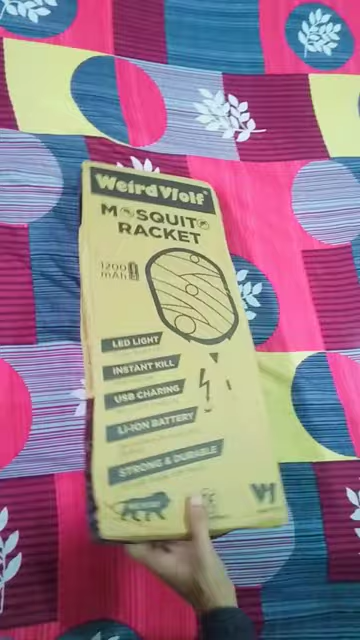 WeirdWolf
MOSQUITO
RACKET
1200
mAh
LED LIGHT
INSTANT KILL
USB CHARING
LI-ION BATTERY
STRONG & DURABLE